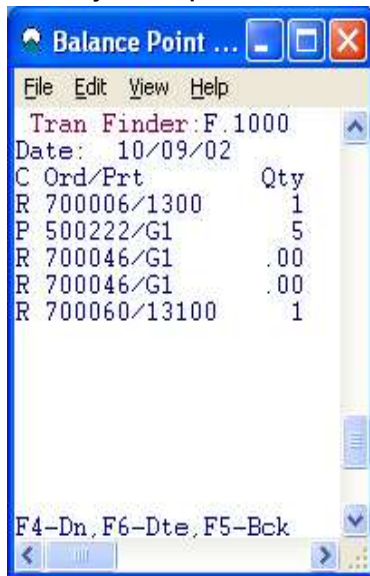 Balance Point ...
File Edit View Help
Tran Finder:F.1000
Date: 10/09/02
C Ord/Prt Qty
R 700006/1300 1
P 500222/G1 5
R 700046/G1 .00
R 700046/G1 .00
R 700060/13100 1
F4-Dn,F6-Dte,F5-Bck